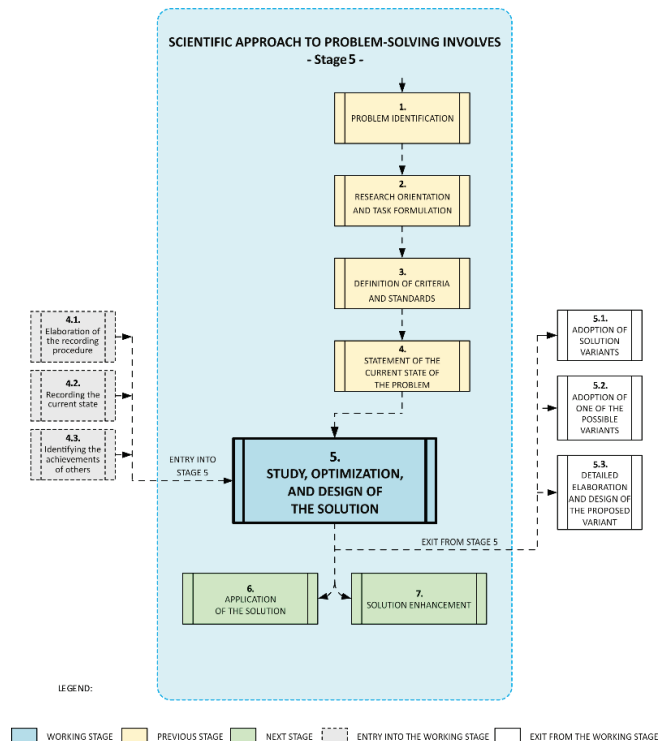 SCIENTIFIC APPROACH TO PROBLEM-SOLVING INVOLVES
- Stage 5 -
1.
PROBLEM IDENTIFICATION
2.
RESEARCH ORIENTATION
AND TASK FORMULATION
3.
DEFINITION OF CRITERIA
AND STANDARDS
4.
STATEMENT OF THE
CURRENT STATE OF
THE PROBLEM
4.1.
Elaboration of
the recording
procedure
4.2.
Recording the
current state
4.3.
Identifying the
achievements
of others
ENTRY INTO
STAGE 5
5.
STUDY, OPTIMIZATION,
AND DESIGN OF
THE SOLUTION
5.1.
ADOPTION OF
SOLUTION
VARIANTS
5.2.
ADOPTION OF
ONE OF THE
POSSIBLE
VARIANTS
5.3.
DETAILED
ELABORATION
AND DESIGN OF
THE PROPOSED
VARIANT
EXIT FROM STAGE 5
6.
APPLICATION
OF THE SOLUTION
7.
SOLUTION ENHANCEMENT
LEGEND:
WORKING STAGE
PREVIOUS STAGE
NEXT STAGE
ENTRY INTO THE WORKING STAGE
EXIT FROM THE WORKING STAGE